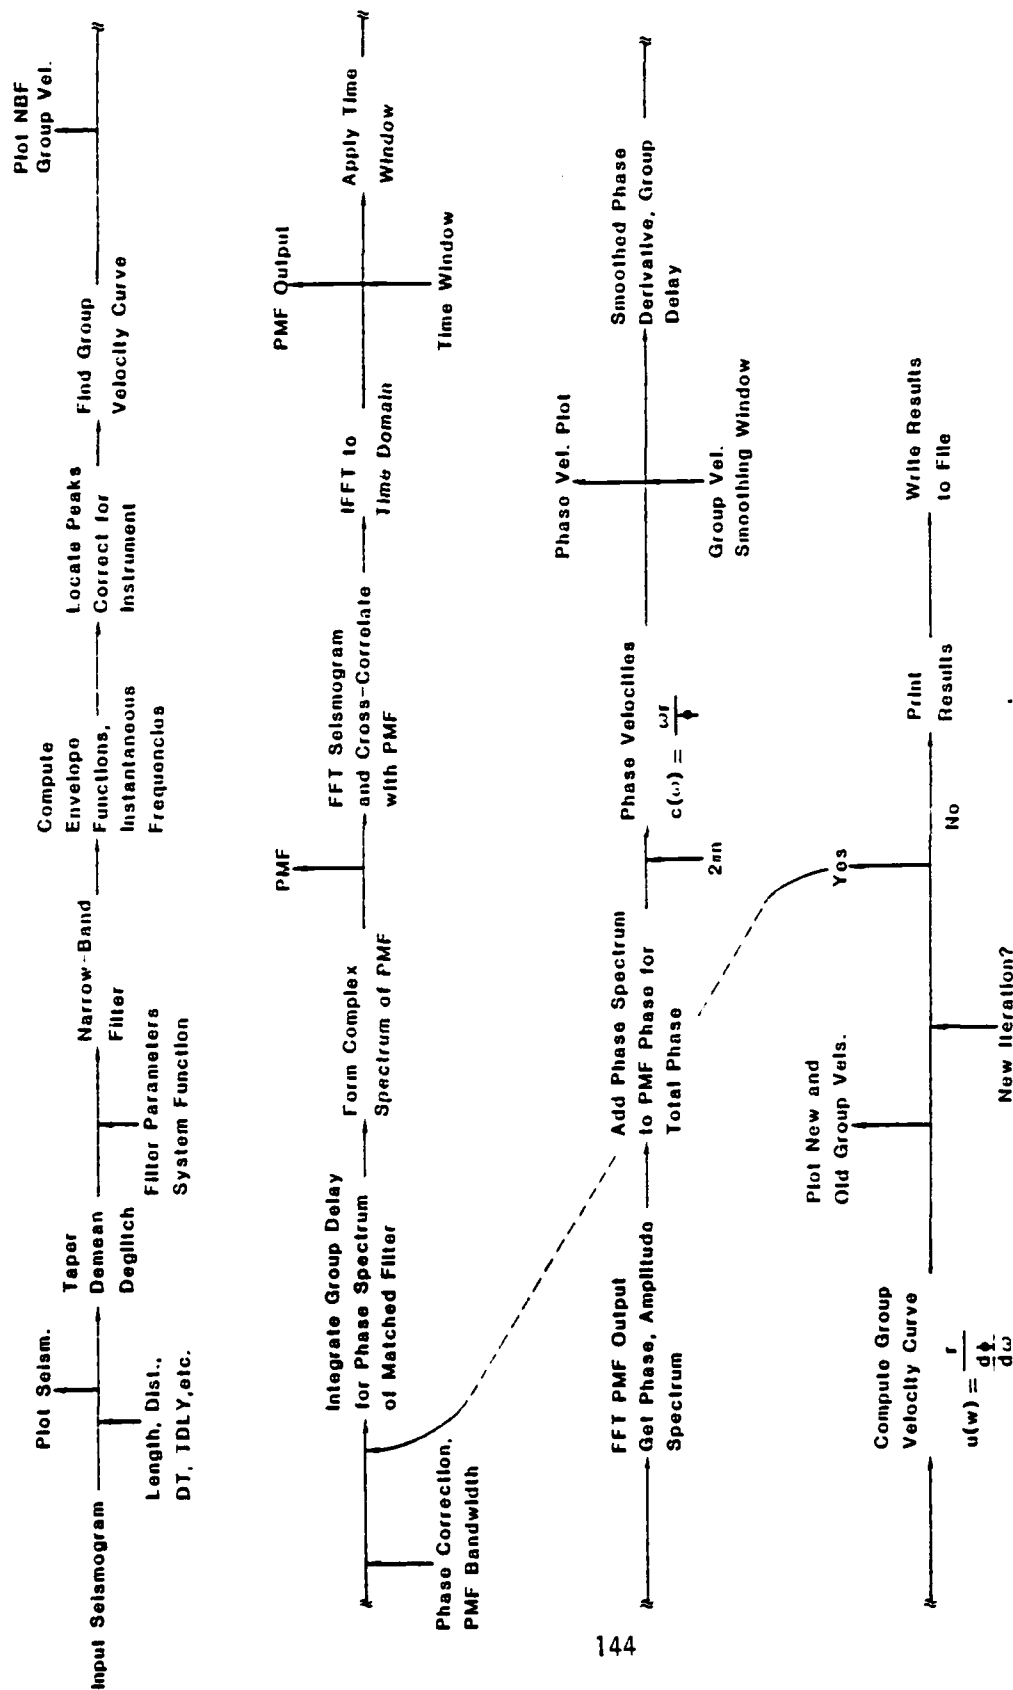 Input Seismogram
Plot Seism.
Length, Dist.,
DT, TDLY, etc.
Taper
Demean
Deglitch
Filter Parameters
System Function
Narrow-Band
Filter
Compute
Envelope
Functions,
Instantaneous
Frequencies
Locate Peaks
Correct for
Instrument
Find Group
Velocity Curve
Plot NBF
Group Vel.
Phase Correction,
PMF Bandwidth
Integrate Group Delay
for Phase Spectrum
of Matched Filter
Form Complex
Spectrum of PMF
PMF
FFT Seismogram
and Cross-Correlate
with PMF
IFFT to
Time Domain
PMF Output
Time Window
Apply Time
Window
FFT PMF Output
Get Phase, Amplitude
Spectrum
Add Phase Spectrum
to PMF Phase for
Total Phase
2πn
Phase Velocities
c(ω) = ωr / Φ
Phase Vel. Plot
Group Vel.
Smoothing Window
Smoothed Phase
Derivative, Group
Delay
Compute Group
Velocity Curve
u(w) = r / (dΦ / dω)
Plot New and
Old Group Vels.
New Iteration?
Yes
No
Print
Results
Write Results
to File
144